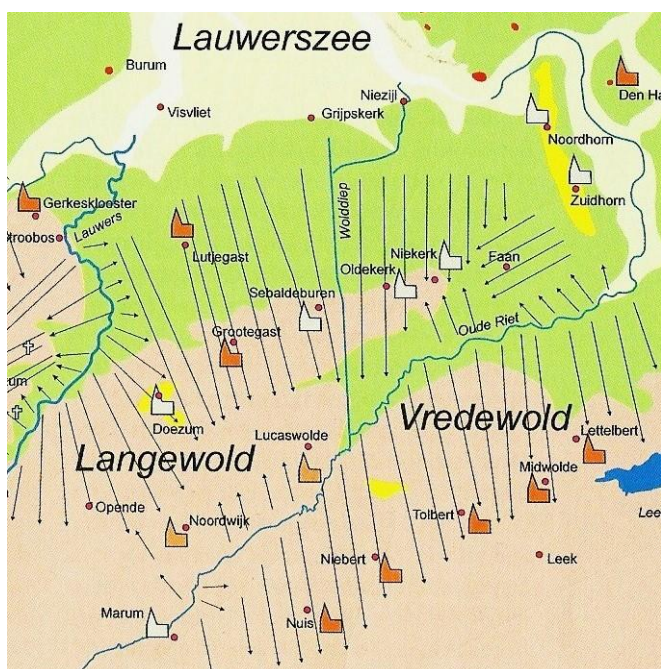 Lauwerszee
Burum
Den Ha
Niezijl
Visvliet
Grijpskerk
Noordhorn
Gerkesklooster
Zuidhorn
Wolddiep
Lauwers
roobos
Lutjegast
Niekerk
Faan
Oldekerk
Sebaldeburen
Oude Riet
Grootegast
um
Vredewold
Doezum
Lucaswolde
Lettelbert
Langewold
Midwolde
Opende
Tolbert
Lee
Noordwijk
Niebert
Leek
Marum
Nuis